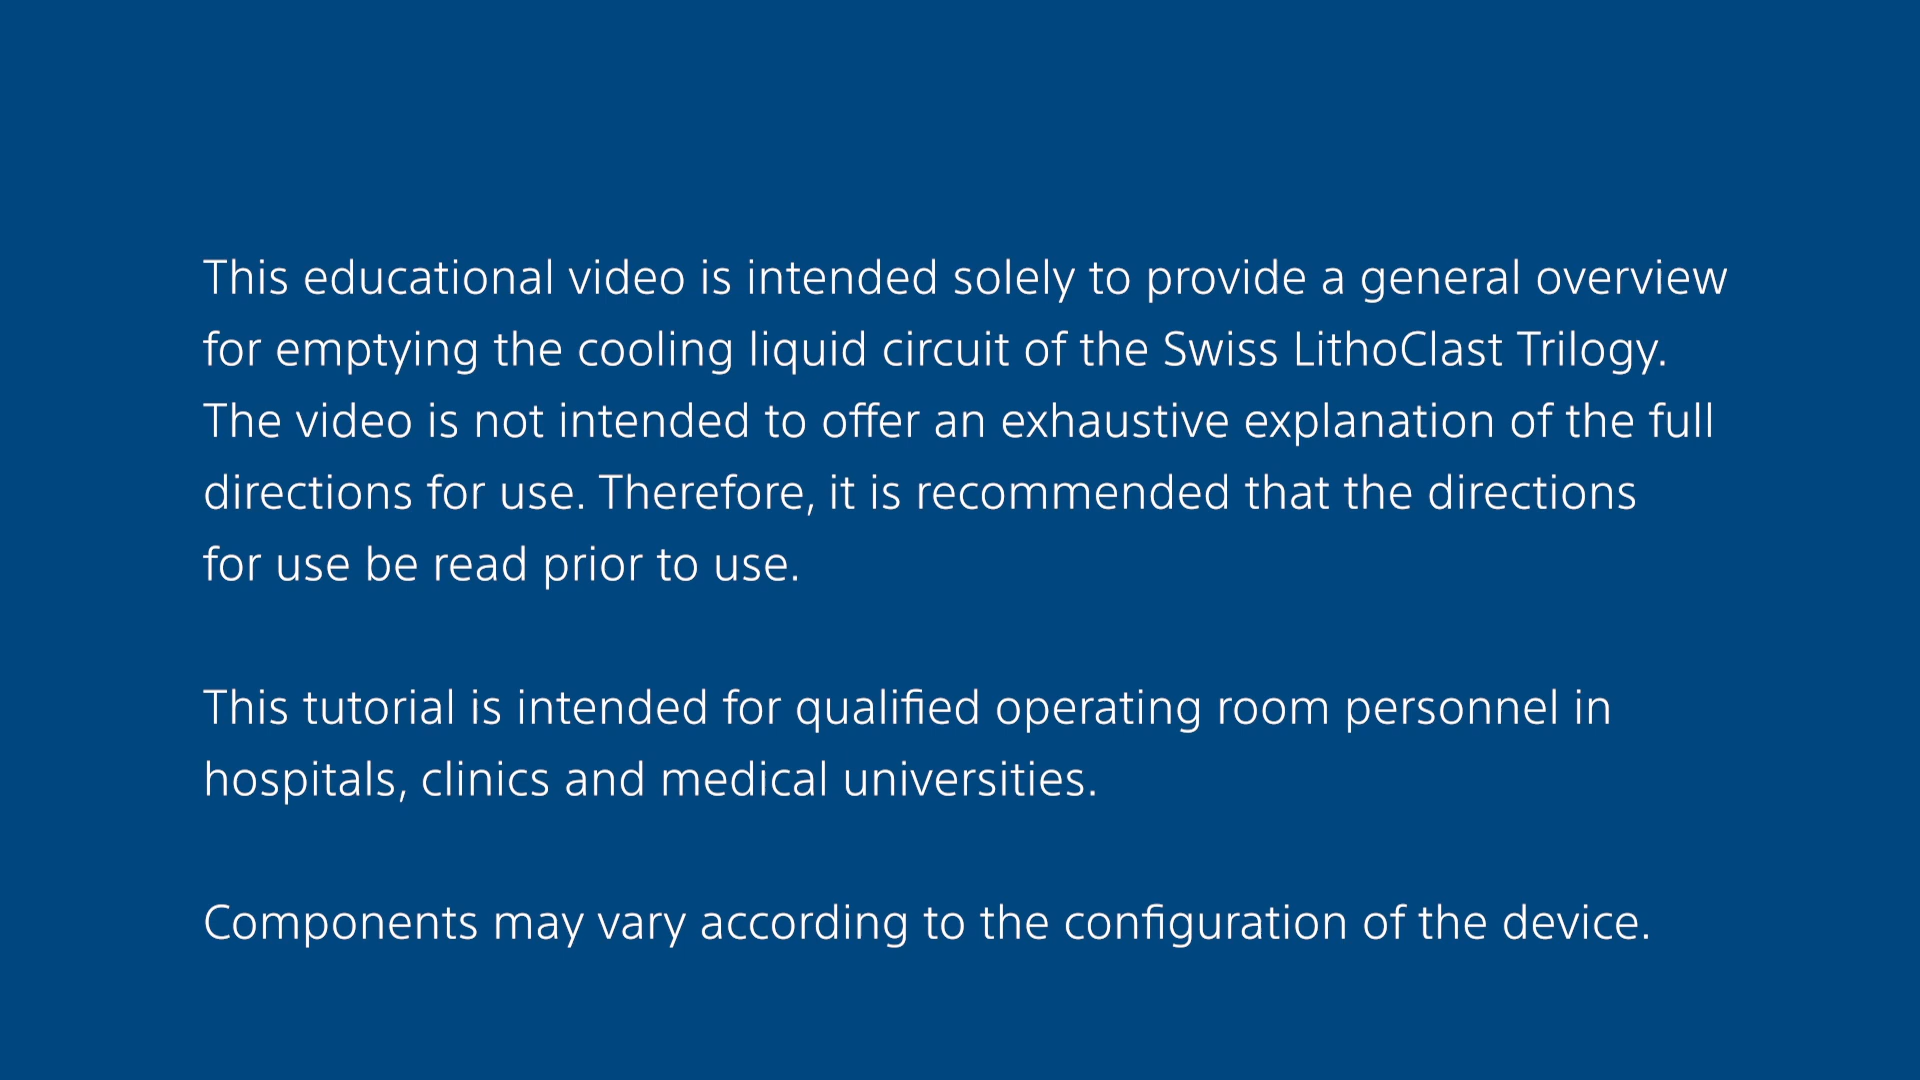 This educational video is intended solely to provide a general overview
for emptying the cooling liquid circuit of the Swiss LithoClast Trilogy.
The video is not intended to offer an exhaustive explanation of the full
directions for use. Therefore, it is recommended that the directions
for use be read prior to use.
This tutorial is intended for qualified operating room personnel in
hospitals, clinics and medical universities.
Components may vary according to the configuration of the device.